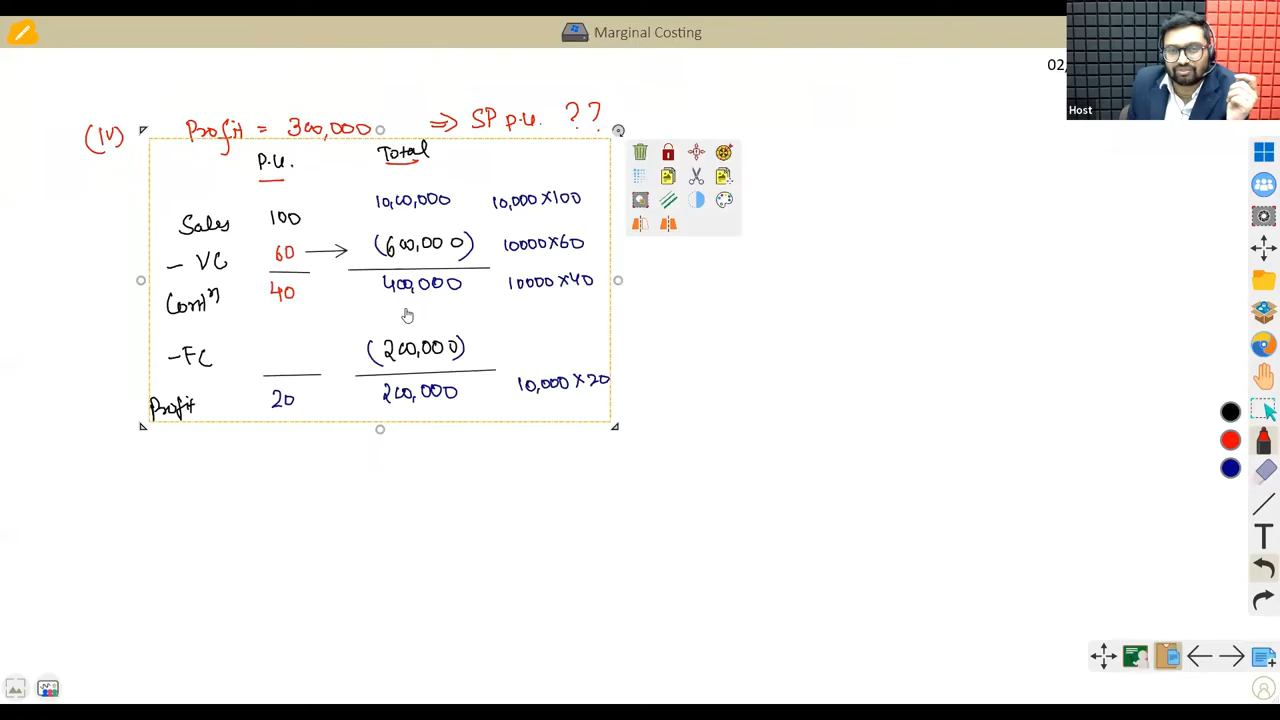 Marginal Costing
02/
Host
(IV) Profit = 300,000 ⇒ SP p.u. ??
P.U. Total
Sales 100 10,00,000 10,000×100
- VC 60 → (600,000) 10000×60
Contⁿ 40 400,000 10000×40
- FC (200,000)
Profit 20 200,000 10,000×20
T